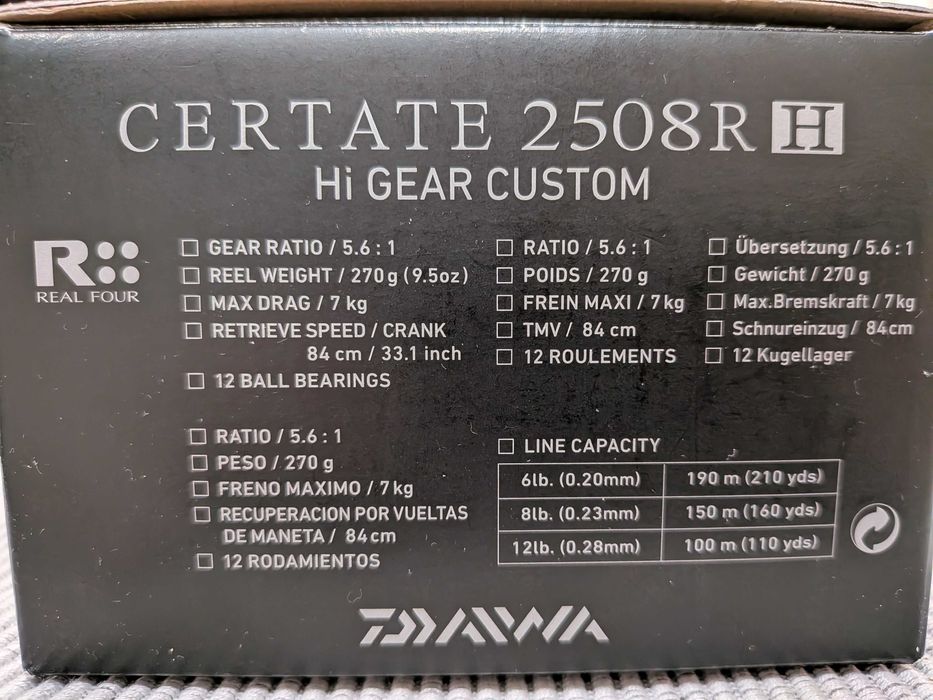 CERTATE 2508R H
Hi GEAR CUSTOM
R
REAL FOUR
GEAR RATIO / 5.6 : 1
REEL WEIGHT / 270g (9.5oz)
MAX DRAG / 7 kg
RETRIEVE SPEED / CRANK
84 cm / 33.1 inch
12 BALL BEARINGS
RATIO / 5.6 : 1
POIDS / 270 g
FREIN MAXI / 7 kg
TMV / 84 cm
12 ROULEMENTS
Übersetzung / 5.6 : 1
Gewicht / 270 g
Max.Bremskraft / 7kg
Schnureinzug / 84cm
12 Kugellager
RATIO / 5.6 : 1
PESO / 270 g
FRENO MAXIMO / 7 kg
RECUPERACION POR VUELTAS
DE MANETA / 84 cm
12 RODAMIENTOS
LINE CAPACITY
6lb. (0.20mm) 190 m (210 yds)
8lb. (0.23mm) 150 m (160 yds)
12lb. (0.28mm) 100 m (110 yds)
DAIWA